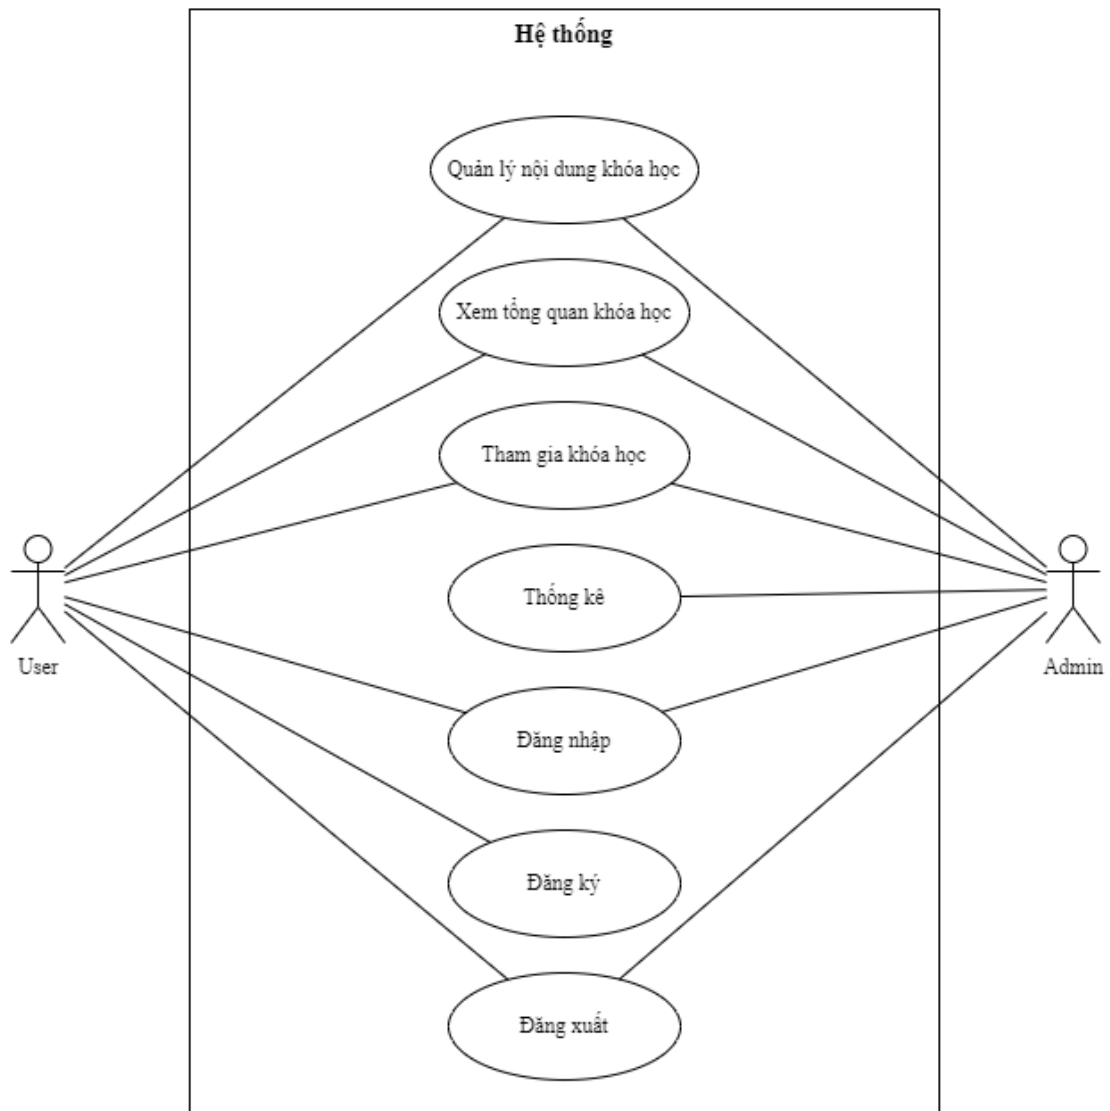 Hệ thống
Quản lý nội dung khóa học
Xem tổng quan khóa học
Tham gia khóa học
Thống kê
User
Admin
Đăng nhập
Đăng ký
Đăng xuất